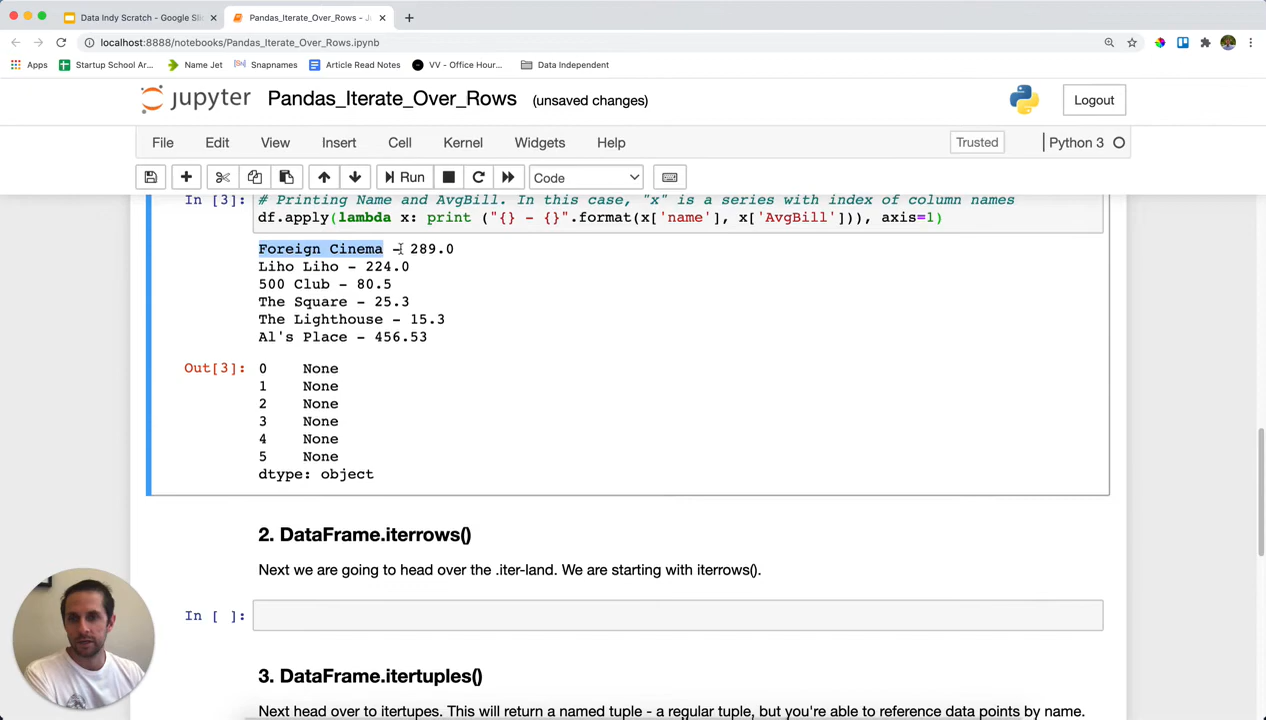 Data Indy Scratch - Google Sli
Pandas_Iterate_Over_Rows - Ju
localhost:8888/notebooks/Pandas_Iterate_Over_Rows.ipynb
Apps
Startup School Ar...
Name Jet
Snapnames
Article Read Notes
VV - Office Hour...
Data Independent
jupyter
Pandas_Iterate_Over_Rows (unsaved changes)
Logout
File Edit View Insert Cell Kernel Widgets Help
Trusted
Python 3
Run
Code
In [3]: # Printing Name and AvgBill. In this case, "x" is a series with index of column names
df.apply(lambda x: print ("{} - {}".format(x['name'], x['AvgBill'])), axis=1)
Foreign Cinema - 289.0
Liho Liho - 224.0
500 Club - 80.5
The Square - 25.3
The Lighthouse - 15.3
Al's Place - 456.53
Out[3]: 0 None
1 None
2 None
3 None
4 None
5 None
dtype: object
2. DataFrame.iterrows()
Next we are going to head over the .iter-land. We are starting with iterrows().
In [ ]:
3. DataFrame.itertuples()
Next head over to itertupes. This will return a named tuple - a regular tuple, but you're able to reference data points by name.